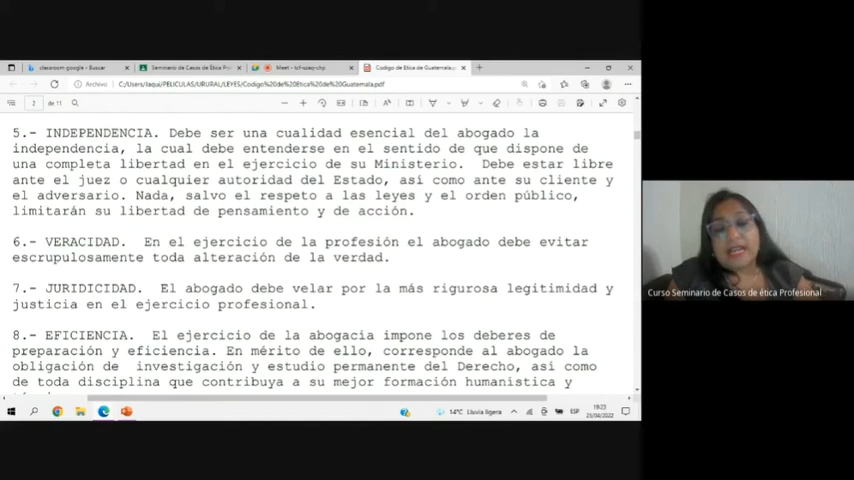 classroom google - Buscar
Seminario de Casos de Ética Pro
Meet - tcf-szaq-chp
Codigo de Etica de Guatemala.p
Archivo
C:/Users/Jaqui/PELICULAS/URURAL/LEYES/Codigo%20de%20Etica%20de%20Guatemala.pdf
2
de 11
5.- INDEPENDENCIA. Debe ser una cualidad esencial del abogado la
independencia, la cual debe entenderse en el sentido de que dispone de
una completa libertad en el ejercicio de su Ministerio. Debe estar libre
ante el juez o cualquier autoridad del Estado, así como ante su cliente y
el adversario. Nada, salvo el respeto a las leyes y el orden público,
limitarán su libertad de pensamiento y de acción.
6.- VERACIDAD. En el ejercicio de la profesión el abogado debe evitar
escrupulosamente toda alteración de la verdad.
7.- JURIDICIDAD. El abogado debe velar por la más rigurosa legitimidad y
justicia en el ejercicio profesional.
8.- EFICIENCIA. El ejercicio de la abogacía impone los deberes de
preparación y eficiencia. En mérito de ello, corresponde al abogado la
obligación de investigación y estudio permanente del Derecho, así como
de toda disciplina que contribuya a su mejor formación humanística y
14°C Lluvia ligera
ESP
19:23
25/04/2022
Curso Seminario de Casos de ética Profesional